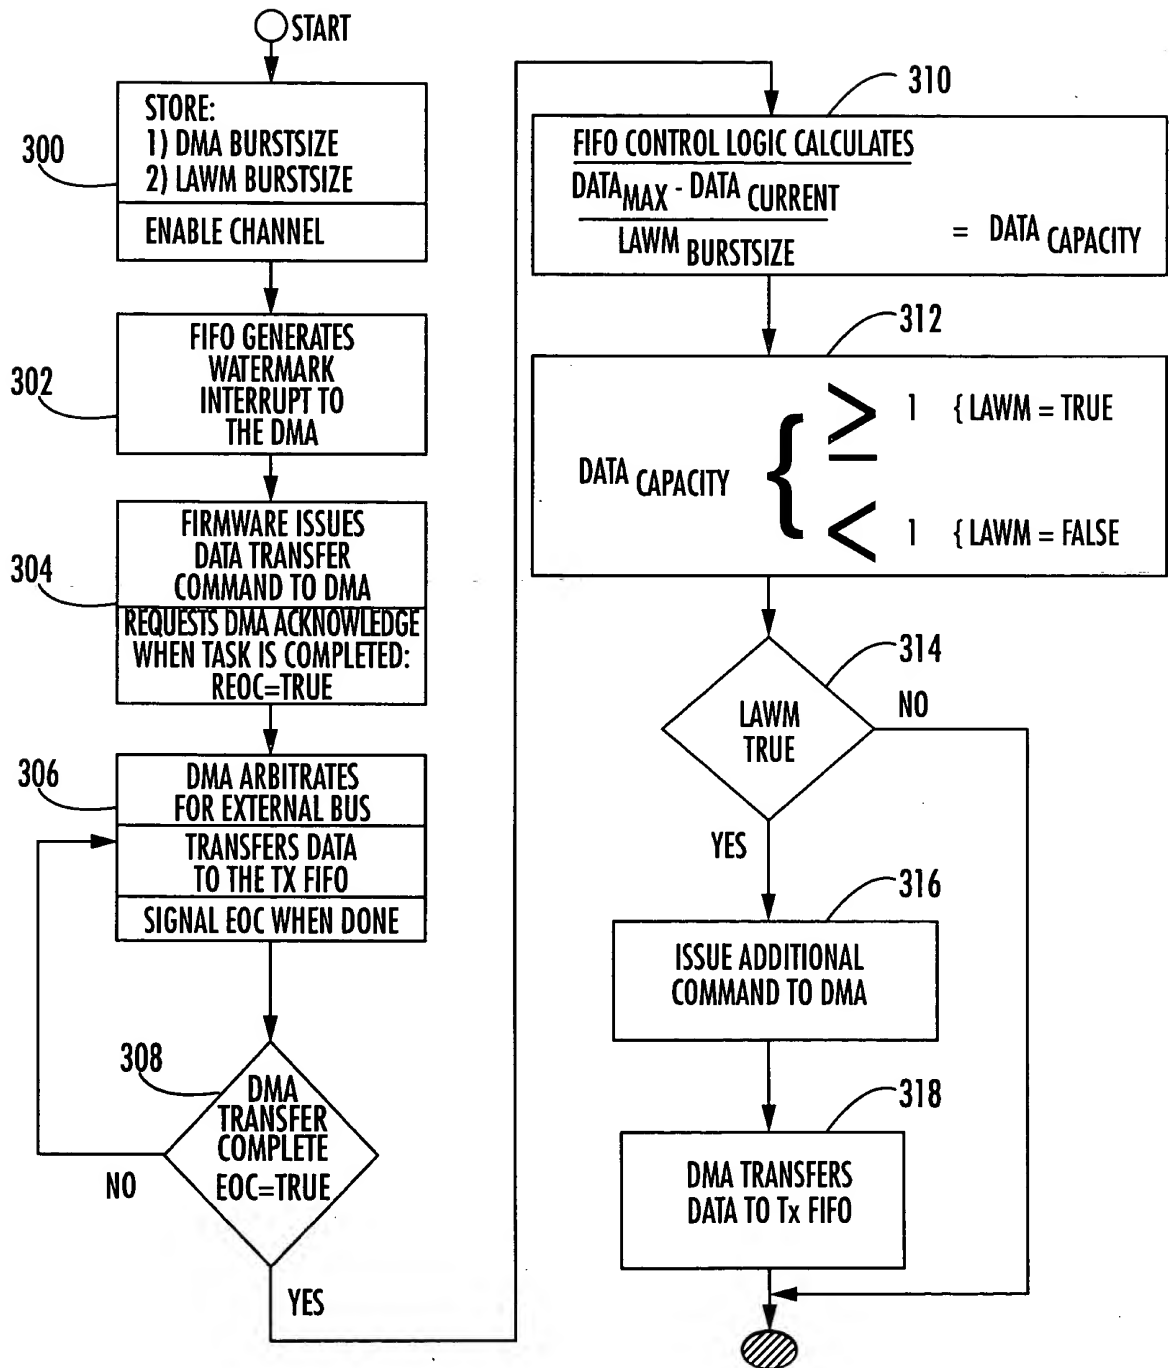 START
300
STORE:
1) DMA BURSTSIZE
2) LAWM BURSTSIZE
ENABLE CHANNEL
302
FIFO GENERATES
WATERMARK
INTERRUPT TO
THE DMA
304
FIRMWARE ISSUES
DATA TRANSFER
COMMAND TO DMA
REQUESTS DMA ACKNOWLEDGE
WHEN TASK IS COMPLETED:
REOC=TRUE
306
DMA ARBITRATES
FOR EXTERNAL BUS
TRANSFERS DATA
TO THE TX FIFO
SIGNAL EOC WHEN DONE
308
DMA
TRANSFER
COMPLETE
EOC=TRUE
NO
YES
310
FIFO CONTROL LOGIC CALCULATES
DATA MAX - DATA CURRENT
LAWM BURSTSIZE = DATA CAPACITY
312
≥ 1 { LAWM = TRUE
DATA CAPACITY {
< 1 { LAWM = FALSE
314
LAWM
TRUE
NO
YES
316
ISSUE ADDITIONAL
COMMAND TO DMA
318
DMA TRANSFERS
DATA TO Tx FIFO